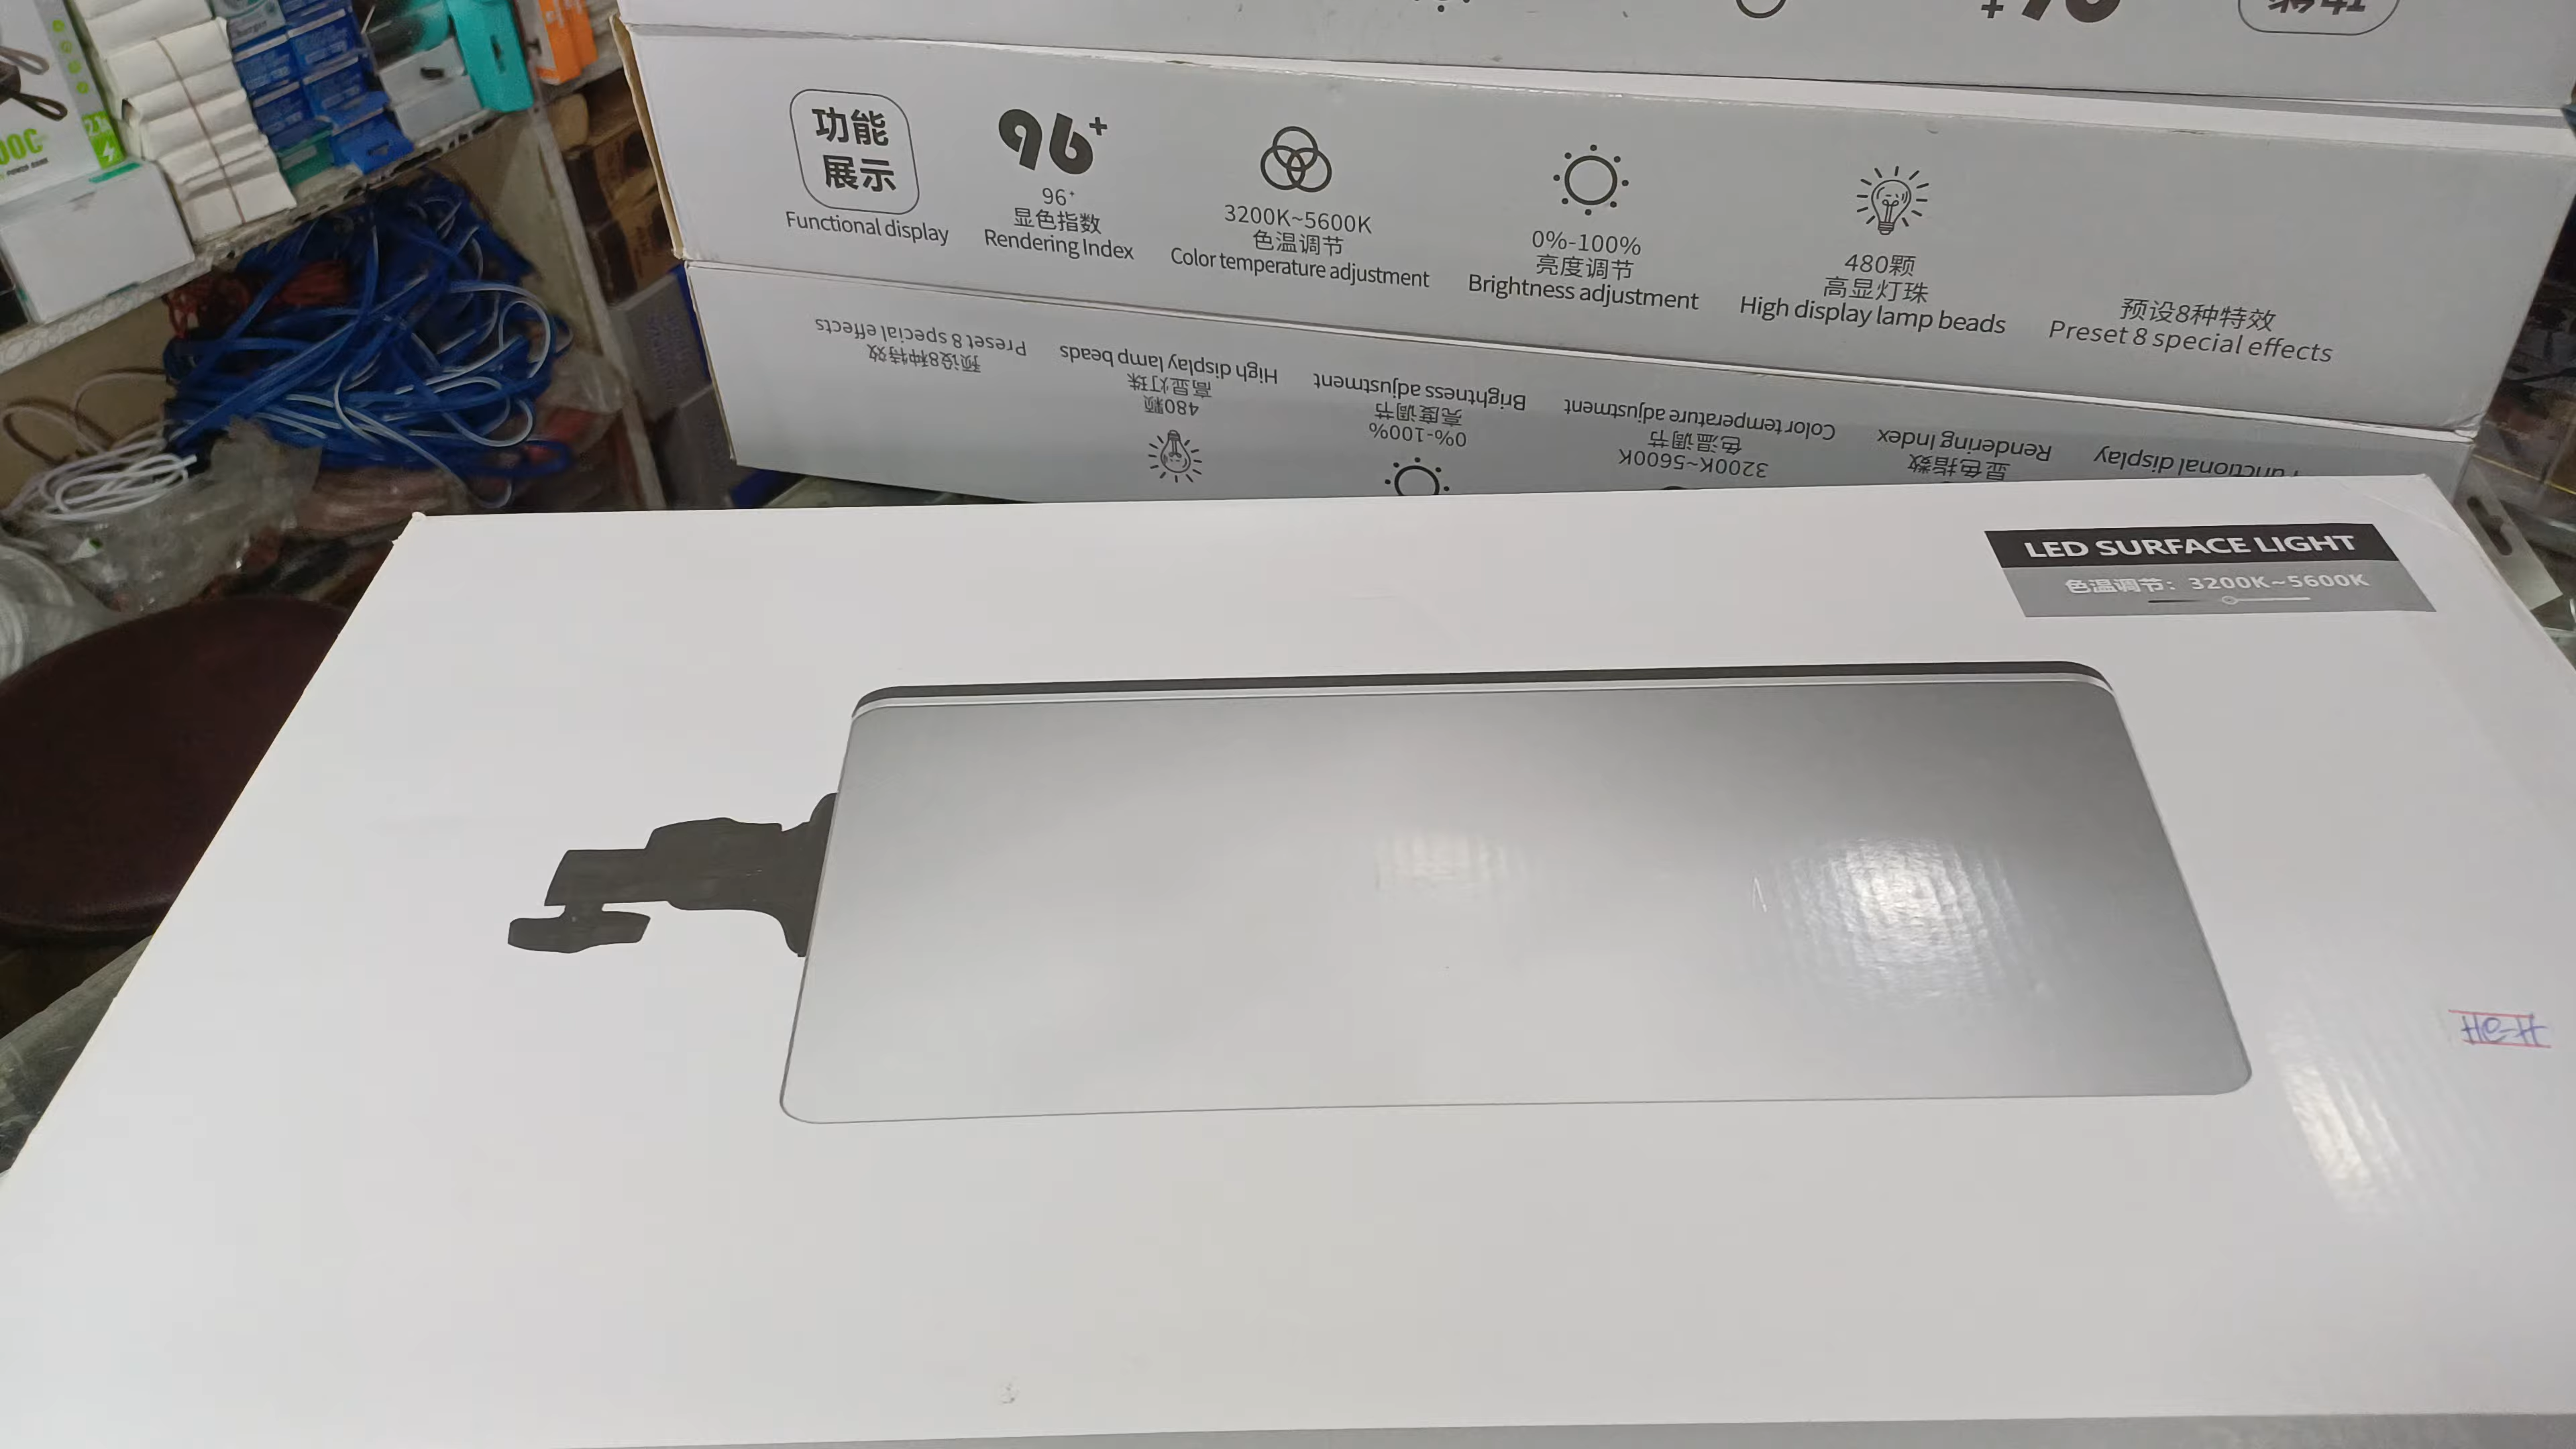 功能
展示
Functional display
96+
96+
显色指数
Rendering Index
3200K~5600K
色温调节
Color temperature adjustment
0%-100%
亮度调节
Brightness adjustment
480颗
高显灯珠
High display lamp beads
预设8种特效
Preset 8 special effects
预设8种特效
Preset 8 special effects
480颗
高显灯珠
High display lamp beads
0%-100%
亮度调节
Brightness adjustment
3200K~5600K
色温调节
Color temperature adjustment
显色指数
Rendering Index
Functional display
LED SURFACE LIGHT
色温调节：3200K~5600K